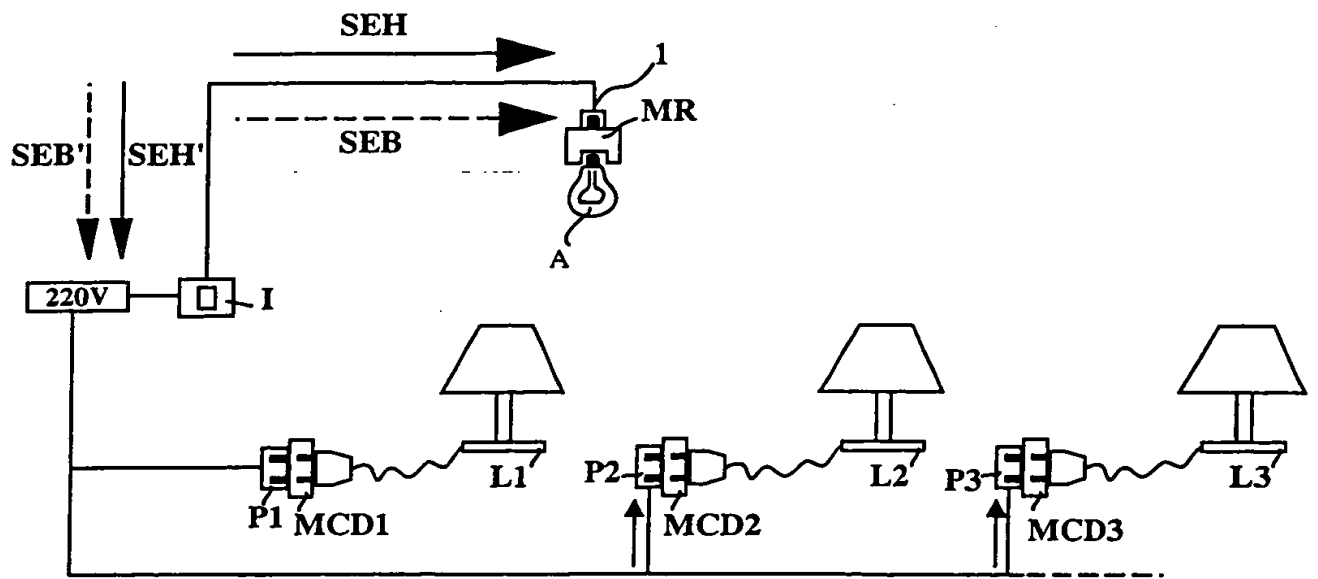 SEH
1
MR
SEB
SEB'
SEH'
A
220V
I
L1
P2
L2
P3
L3
P1
MCD1
MCD2
MCD3